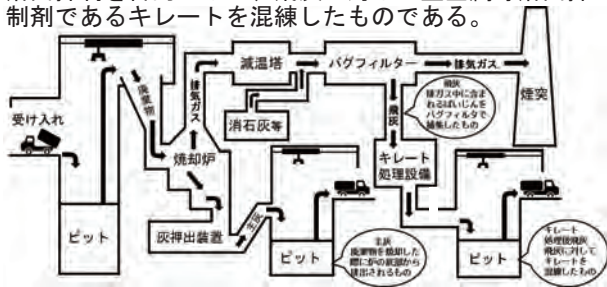 制剤であるキレートを混練したものである。
受け入れ
ピット
廃棄物
焼却炉
排気ガス
灰押出装置
主灰
減温塔
消石灰等
バグフィルター
排気ガス
煙突
飛灰
飛灰
排ガス中に含ま
れるばいじんを
バグフィルタで
捕集したもの
キレート
処理設備
ピット
主灰
廃棄物を焼却した
際に炉の底部から
排出されるもの
ピット
キレート
処理後飛灰
飛灰に対して
キレートを
混練したもの